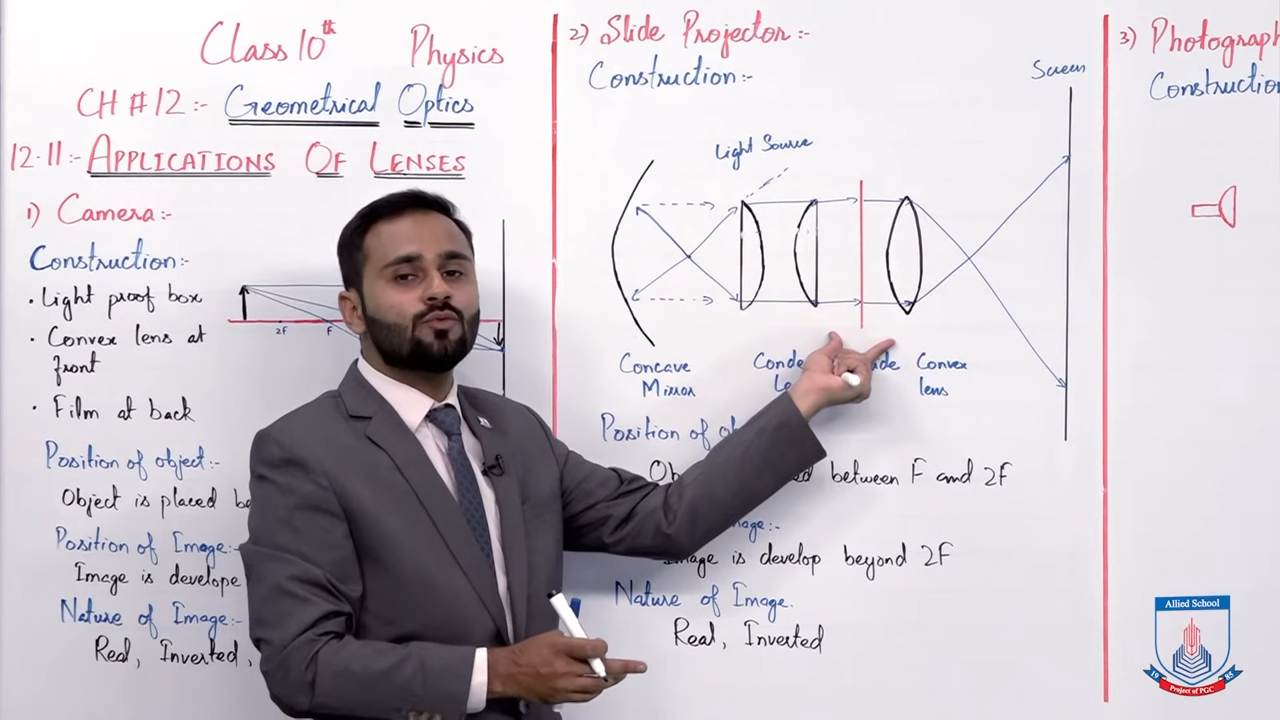 Class 10th Physics
CH # 12:- Geometrical Optics
12.11:- APPLICATIONS OF LENSES
1) Camera:-
Construction:-
· Light proof box
· Convex lens at
front
· Film at back
2F F
Position of object:-
Object is placed
Position of Image:-
Image is develope
Nature of Image:-
Real, Inverted,
2) Slide Projector:-
Construction:-
Screen
Light Source
Concave
Mirror
Convex
lens
Position of
between F and 2F
Image is develop beyond 2F
Nature of Image.
Real, Inverted
3) Photograph
Construction
Allied School
19 85
Project of PGC